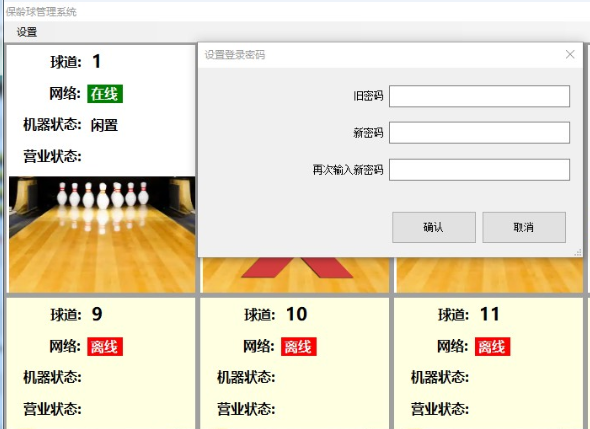 保龄球管理系统
设置
球道: 1
网络: 在线
机器状态: 闲置
营业状态:
设置登录密码
旧密码
新密码
再次输入新密码
确认 取消
球道: 9
网络: 离线
机器状态:
营业状态:
球道: 10
网络: 离线
机器状态:
营业状态:
球道: 11
网络: 离线
机器状态:
营业状态: